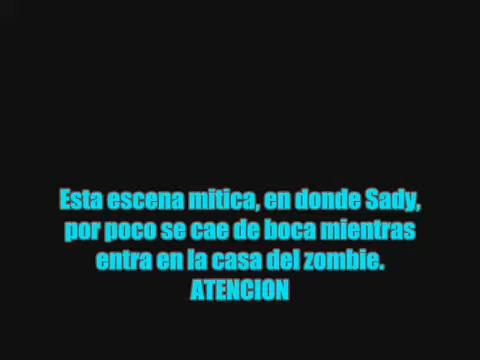 Esta escena mitica, en donde Sady,
por poco se cae de boca mientras
entra en la casa del zombie.
ATENCION